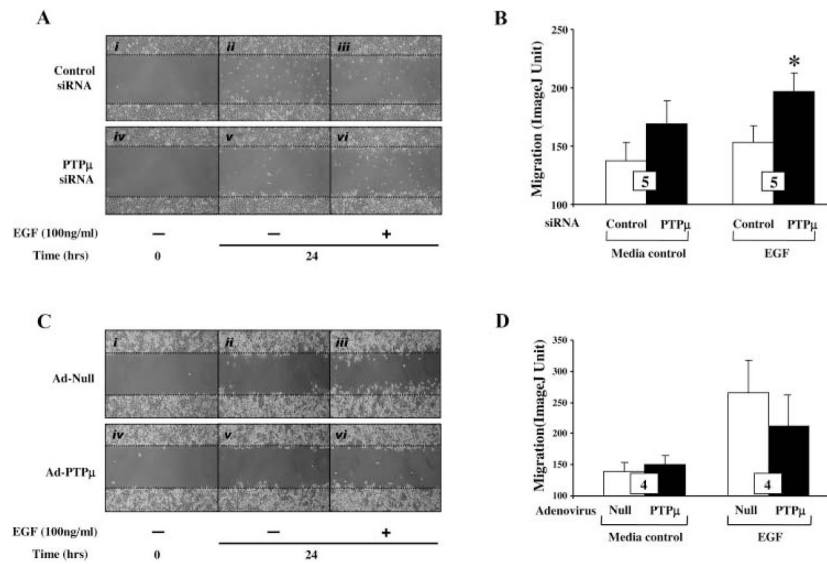 A
i ii iii
Control
siRNA
iv v vi
PTPμ
siRNA
EGF (100ng/ml) — — +
Time (hrs) 0 24
B
Migration (ImageJ Unit)
250
200
150
100
*
5 5
siRNA Control PTPμ Control PTPμ
Media control EGF
C
i ii iii
Ad-Null
iv v vi
Ad-PTPμ
EGF (100ng/ml) — — +
Time (hrs) 0 24
D
Migration(ImageJ Unit)
350
300
250
200
150
100
4 4
Adenovirus Null PTPμ Null PTPμ
Media control EGF